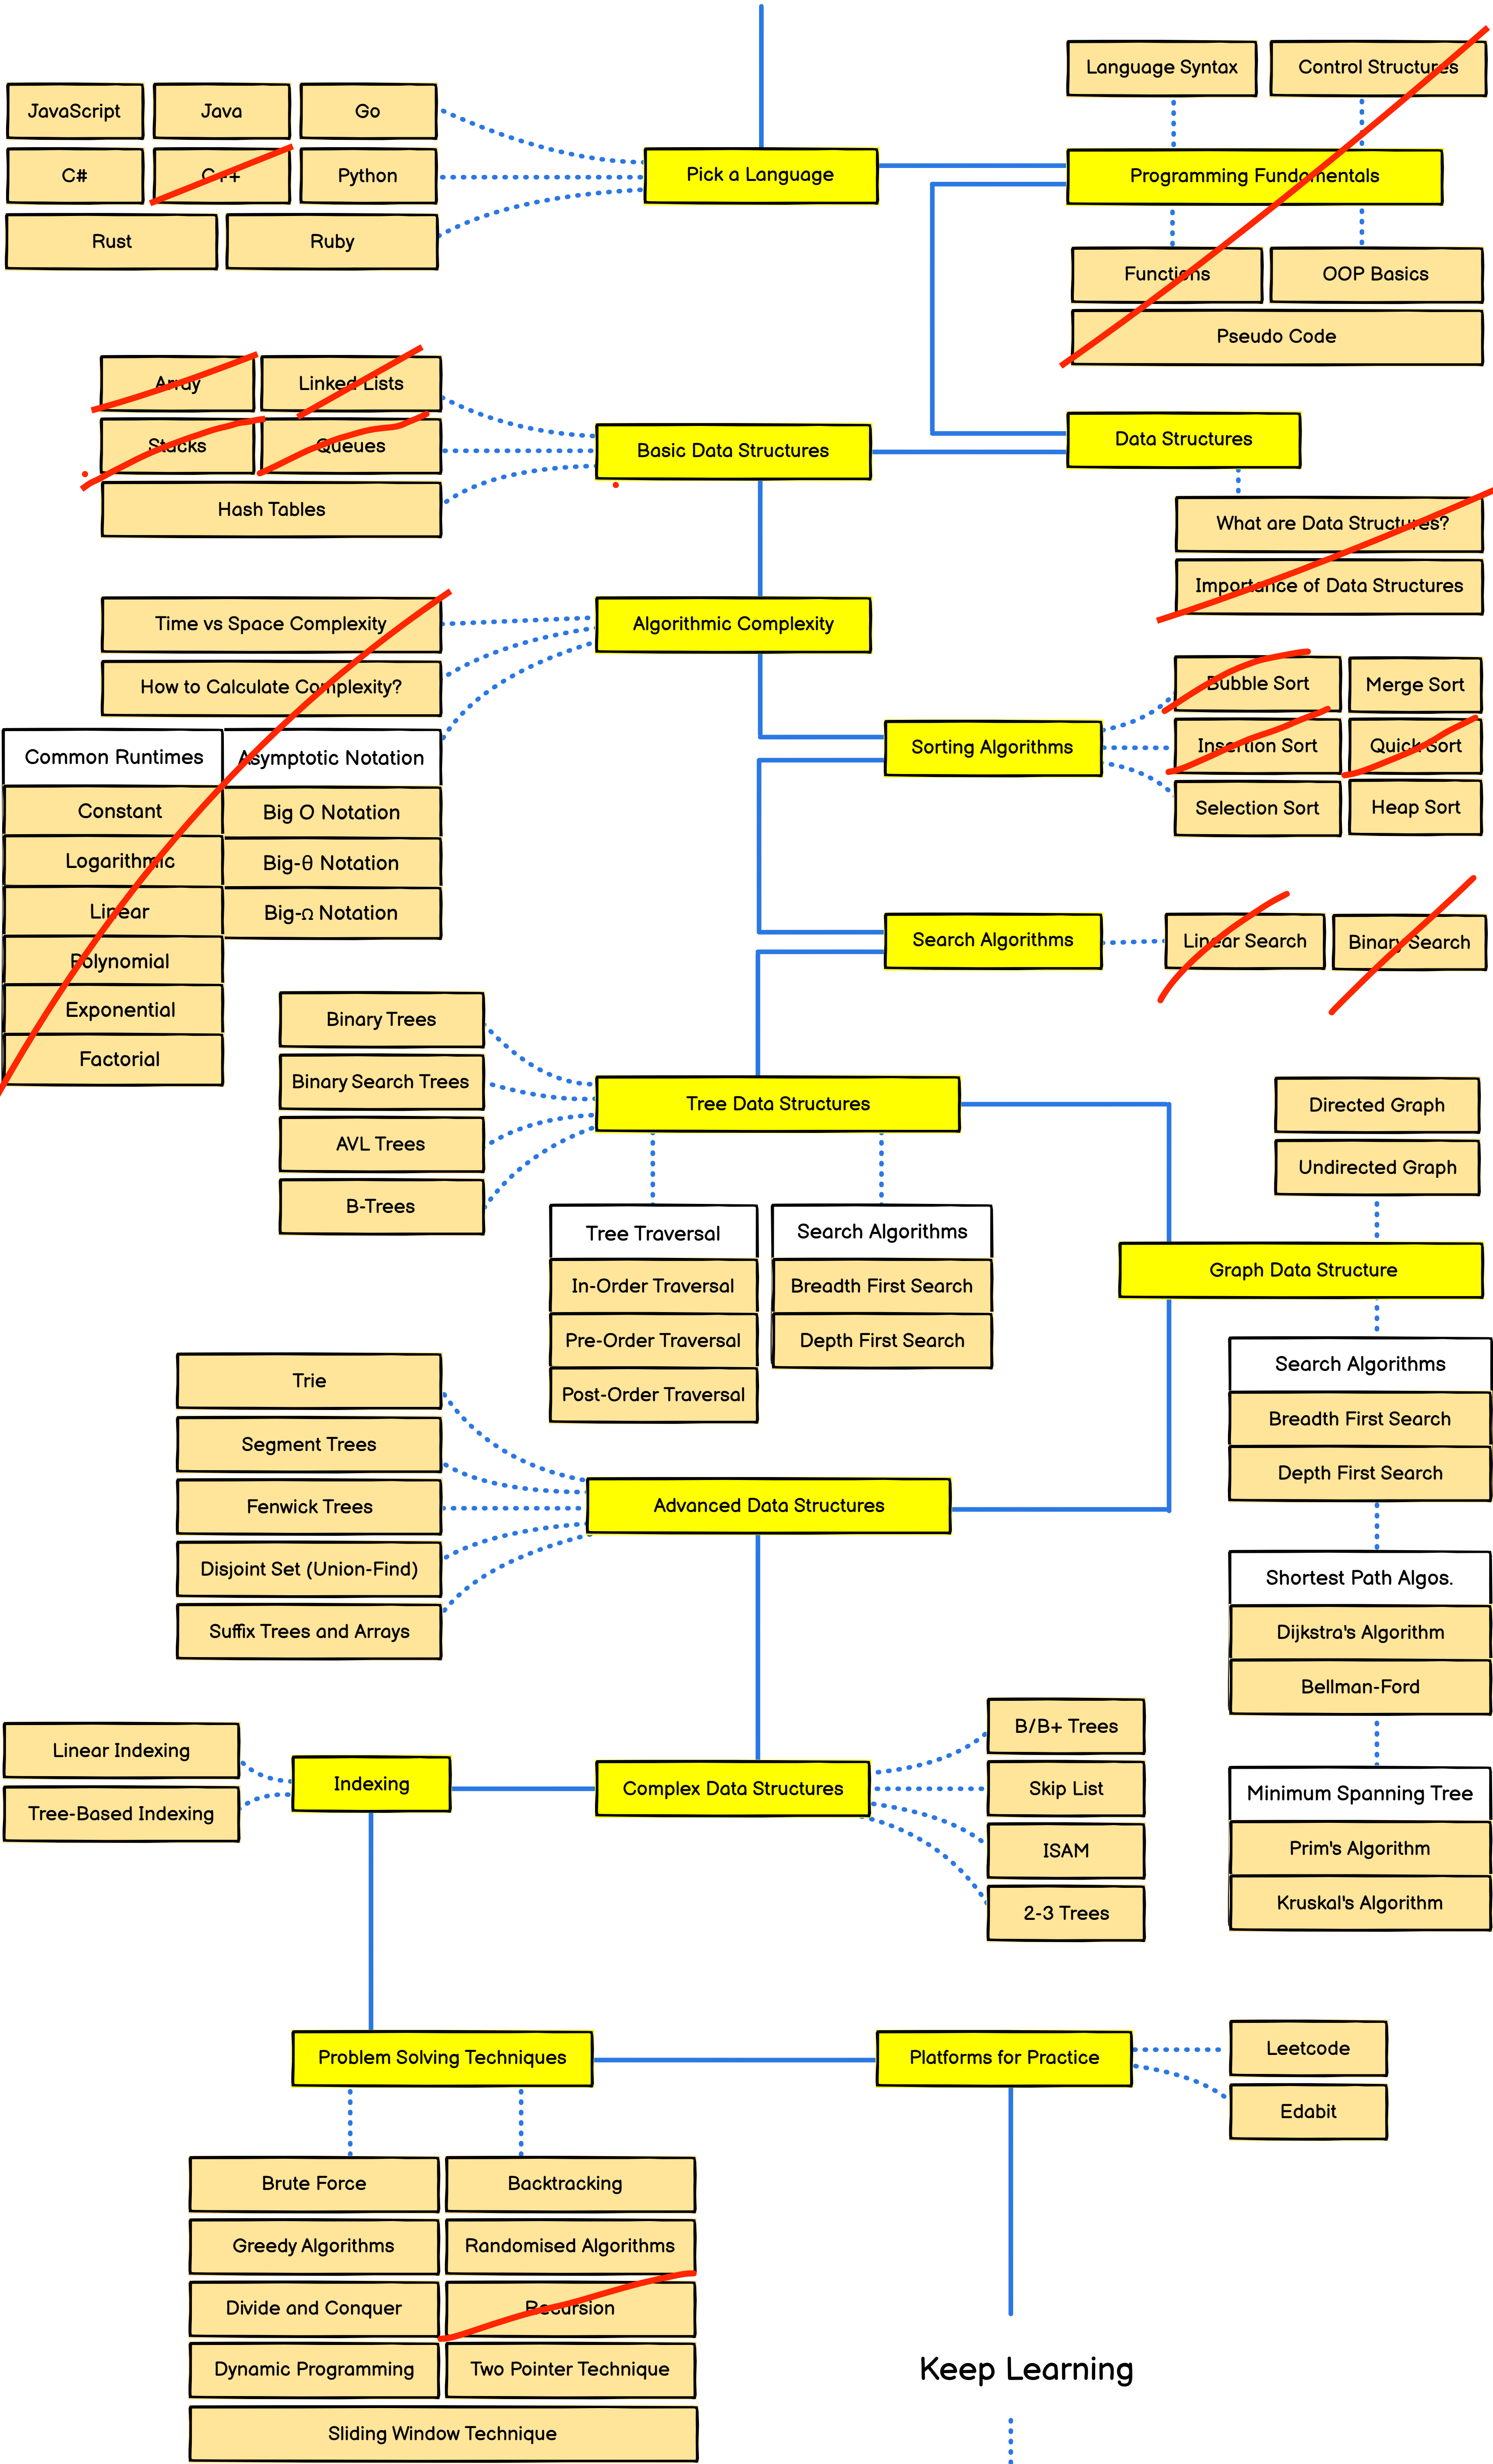 Language Syntax
Control Structures
JavaScript
Java
Go
C#
C++
Python
Pick a Language
Programming Fundamentals
Rust
Ruby
Functions
OOP Basics
Pseudo Code
Array
Linked Lists
Stacks
Queues
Basic Data Structures
Data Structures
Hash Tables
What are Data Structures?
Importance of Data Structures
Time vs Space Complexity
Algorithmic Complexity
How to Calculate Complexity?
Bubble Sort
Merge Sort
Common Runtimes
Asymptotic Notation
Sorting Algorithms
Insertion Sort
Quick Sort
Constant
Big O Notation
Selection Sort
Heap Sort
Logarithmic
Big-θ Notation
Linear
Big-Ω Notation
Search Algorithms
Linear Search
Binary Search
Polynomial
Exponential
Factorial
Binary Trees
Binary Search Trees
AVL Trees
B-Trees
Tree Data Structures
Directed Graph
Undirected Graph
Tree Traversal
In-Order Traversal
Pre-Order Traversal
Post-Order Traversal
Search Algorithms
Breadth First Search
Depth First Search
Graph Data Structure
Search Algorithms
Breadth First Search
Depth First Search
Trie
Segment Trees
Fenwick Trees
Disjoint Set (Union-Find)
Suffix Trees and Arrays
Advanced Data Structures
Shortest Path Algos.
Dijkstra's Algorithm
Bellman-Ford
Linear Indexing
Tree-Based Indexing
Indexing
Complex Data Structures
B/B+ Trees
Skip List
ISAM
2-3 Trees
Minimum Spanning Tree
Prim's Algorithm
Kruskal's Algorithm
Problem Solving Techniques
Platforms for Practice
Leetcode
Edabit
Brute Force
Backtracking
Greedy Algorithms
Randomised Algorithms
Divide and Conquer
Recursion
Dynamic Programming
Two Pointer Technique
Sliding Window Technique
Keep Learning